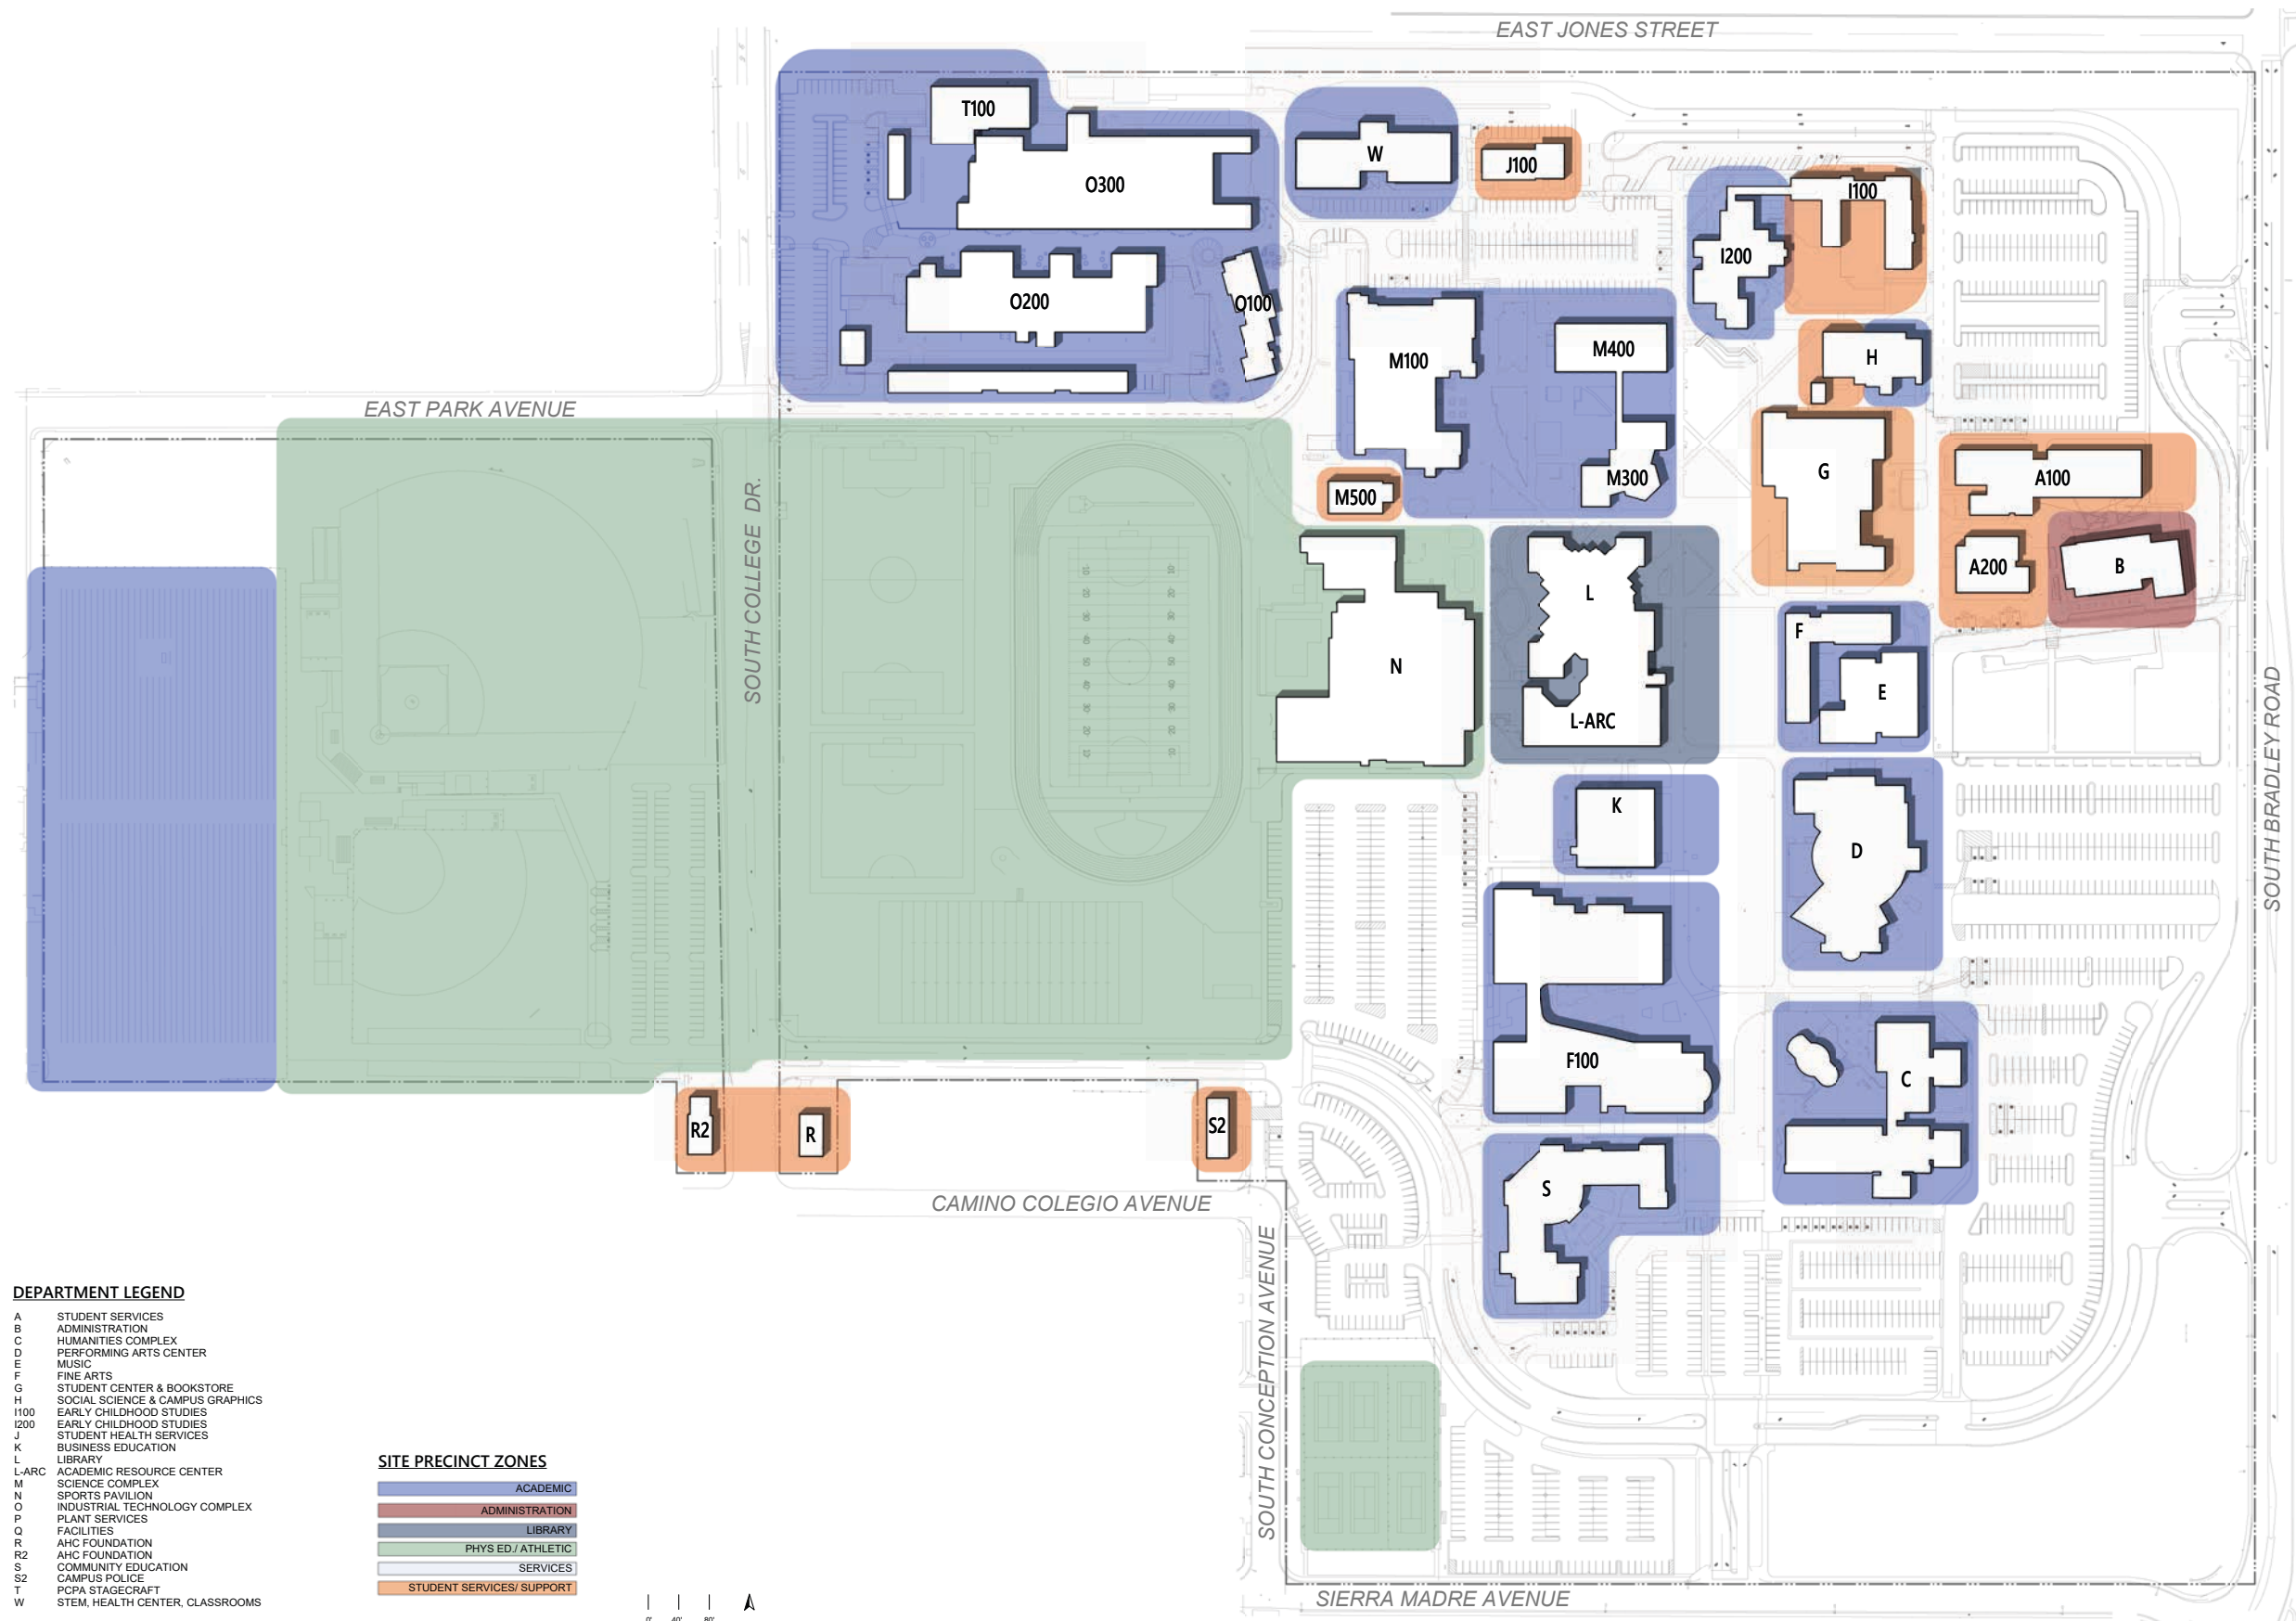 EAST JONES STREET
T100
O300
W
J100
I100
I200
O200
O100
M100
M400
H
EAST PARK AVENUE
G
M300
A100
M500
SOUTH COLLEGE DR.
L
A200
B
F
N
E
L-ARC
SOUTH BRADLEY ROAD
K
D
F100
C
R2
R
S2
S
CAMINO COLEGIO AVENUE
SOUTH CONCEPTION AVENUE
SIERRA MADRE AVENUE
DEPARTMENT LEGEND
A STUDENT SERVICES
B ADMINISTRATION
C HUMANITIES COMPLEX
D PERFORMING ARTS CENTER
E MUSIC
F FINE ARTS
G STUDENT CENTER & BOOKSTORE
H SOCIAL SCIENCE & CAMPUS GRAPHICS
I100 EARLY CHILDHOOD STUDIES
I200 EARLY CHILDHOOD STUDIES
J STUDENT HEALTH SERVICES
K BUSINESS EDUCATION
L LIBRARY
L-ARC ACADEMIC RESOURCE CENTER
M SCIENCE COMPLEX
N SPORTS PAVILION
O INDUSTRIAL TECHNOLOGY COMPLEX
P PLANT SERVICES
Q FACILITIES
R AHC FOUNDATION
R2 AHC FOUNDATION
S COMMUNITY EDUCATION
S2 CAMPUS POLICE
T PCPA STAGECRAFT
W STEM, HEALTH CENTER, CLASSROOMS
SITE PRECINCT ZONES
ACADEMIC
ADMINISTRATION
LIBRARY
PHYS ED./ ATHLETIC
SERVICES
STUDENT SERVICES/ SUPPORT
0' 40' 80'